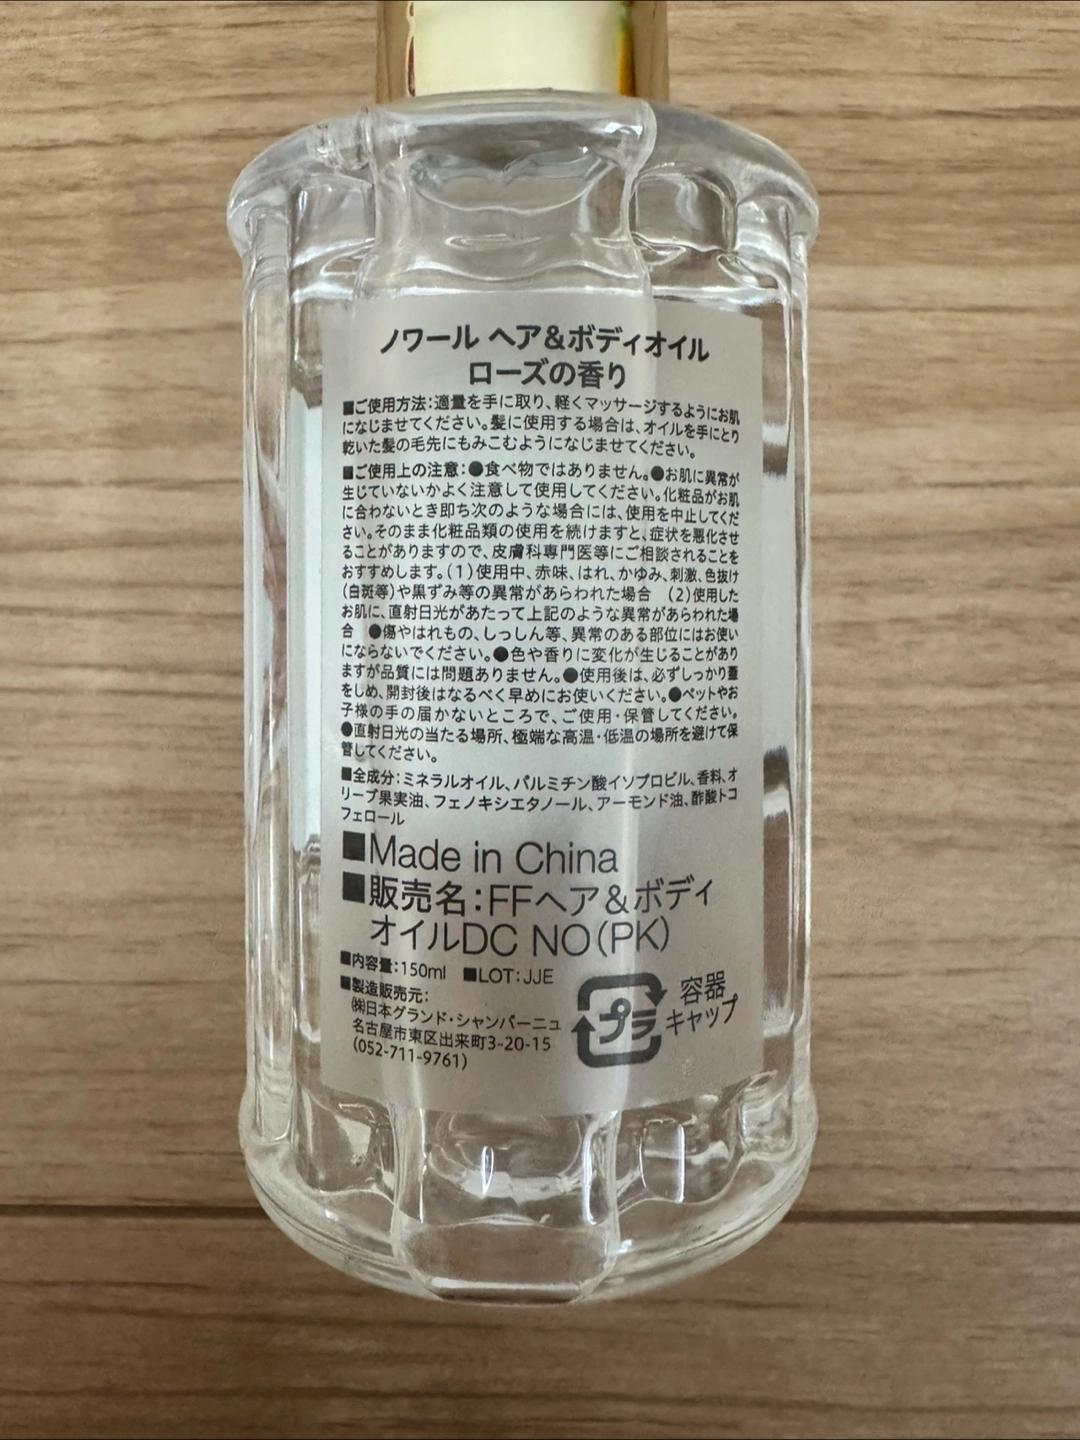 ノワール ヘア&ボディオイル
ローズの香り
■ご使用方法:適量を手に取り、軽くマッサージするようにお肌
になじませてください。髪に使用する場合は、オイルを手にとり
乾いた髪の毛先にもみこむようになじませてください。
■ご使用上の注意:●食べ物ではありません。●お肌に異常が
生じていないかよく注意して使用してください。化粧品がお肌
に合わないとき即ち次のような場合には、使用を中止してくだ
さい。そのまま化粧品類の使用を続けますと、症状を悪化させ
ることがありますので、皮膚科専門医等にご相談されることを
おすすめします。(1)使用中、赤味、はれ、かゆみ、刺激、色抜け
(白斑等)や黒ずみ等の異常があらわれた場合 (2)使用した
お肌に、直射日光があたって上記のような異常があらわれた場
合 ●傷やはれもの、しっしん等、異常のある部位にはお使い
にならないでください。●色や香りに変化が生じることがあり
ますが品質には問題ありません。●使用後は、必ずしっかり蓋
をしめ、開封後はなるべく早めにお使いください。●ペットやお
子様の手の届かないところで、ご使用・保管してください。
●直射日光の当たる場所、極端な高温・低温の場所を避けて保
管してください。
■全成分:ミネラルオイル、パルミチン酸イソプロピル、香料、オ
リーブ果実油、フェノキシエタノール、アーモンド油、酢酸トコ
フェロール
■Made in China
■販売名:FFヘア&ボディ
オイルDC NO(PK)
■内容量:150ml ■LOT:JJE
■製造販売元:
㈱日本グランド・シャンパーニュ
名古屋市東区出来町3-20-15
(052-711-9761)
プラ
容器
キャップ